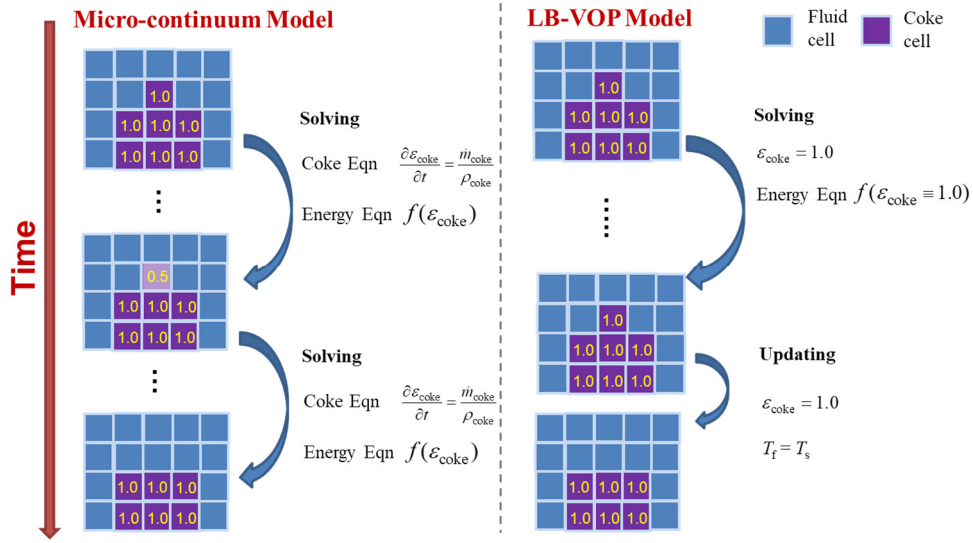 Micro-continuum Model
Time
1.0
1.0 1.0 1.0
1.0 1.0 1.0
Solving
Coke Eqn ∂ε_coke/∂t = ṁ_coke/ρ_coke
Energy Eqn f(ε_coke)
0.5
1.0 1.0 1.0
1.0 1.0 1.0
Solving
Coke Eqn ∂ε_coke/∂t = ṁ_coke/ρ_coke
Energy Eqn f(ε_coke)
1.0 1.0 1.0
1.0 1.0 1.0
LB-VOP Model
Fluid
cell
Coke
cell
1.0
1.0 1.0 1.0
1.0 1.0 1.0
Solving
ε_coke = 1.0
Energy Eqn f(ε_coke ≡ 1.0)
1.0
1.0 1.0 1.0
1.0 1.0 1.0
Updating
ε_coke = 1.0
T_f = T_s
1.0 1.0 1.0
1.0 1.0 1.0